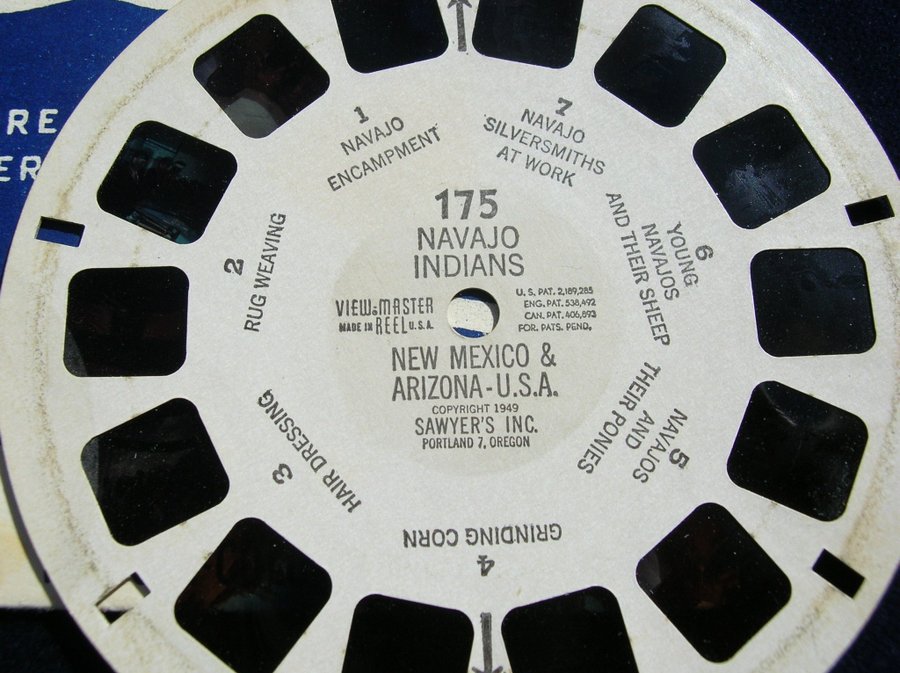 RE
ER
1
NAVAJO
ENCAMPMENT
7
NAVAJO
SILVERSMITHS
AT WORK
175
NAVAJO
INDIANS
VIEW-MASTER
MADE IN REEL U.S.A.
U.S. PAT. 2,189,285
ENG. PAT. 538,492
CAN. PAT. 406,893
FOR. PATS. PEND.
NEW MEXICO &
ARIZONA-U.S.A.
COPYRIGHT 1949
SAWYER'S INC.
PORTLAND 7, OREGON
2
RUG WEAVING
3
HAIR DRESSING
4
GRINDING CORN
5
NAVAJOS
AND
THEIR PONIES
6
YOUNG
NAVAJOS
AND THEIR SHEEP